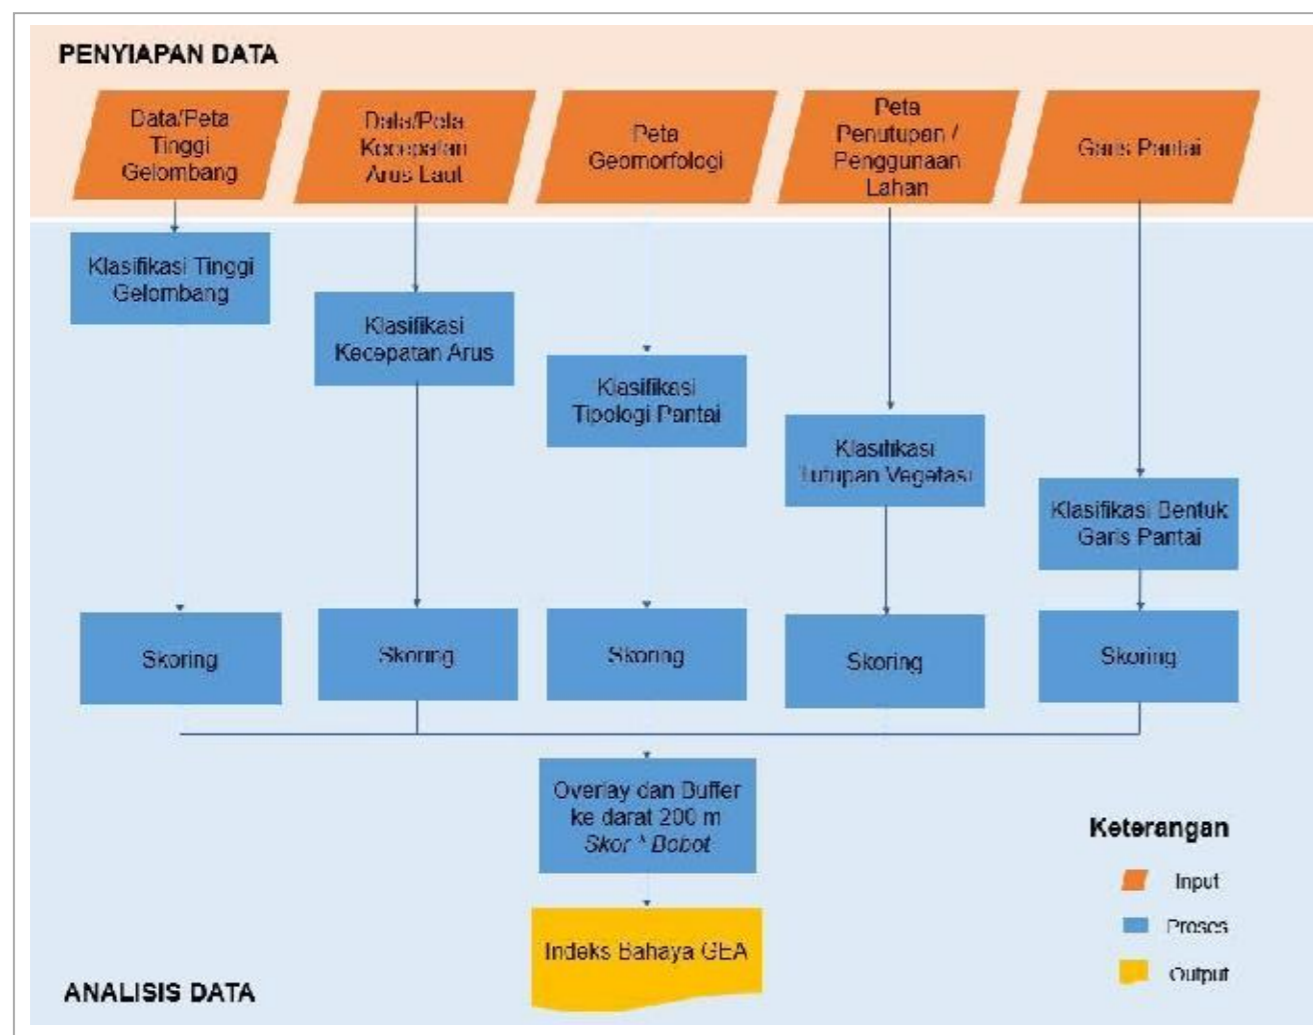 PENYIAPAN DATA
Data/Peta
Tinggi
Gelombang
Data/Peta
Kecepatan
Arus Laut
Peta
Geomorfologi
Peta
Penutupan /
Penggunaan
Lahan
Garis Pantai
Klasifikasi Tinggi
Gelombang
Klasifikasi
Kecepatan Arus
Klasifikasi
Tipologi Pantai
Klasifikasi
Tutupan Vegetasi
Klasifikasi Bentuk
Garis Pantai
Skoring
Skoring
Skoring
Skoring
Skoring
Overlay dan Buffer
ke darat 200 m
Skor * Bobot
Indeks Bahaya GEA
Keterangan
Input
Proses
Output
ANALISIS DATA